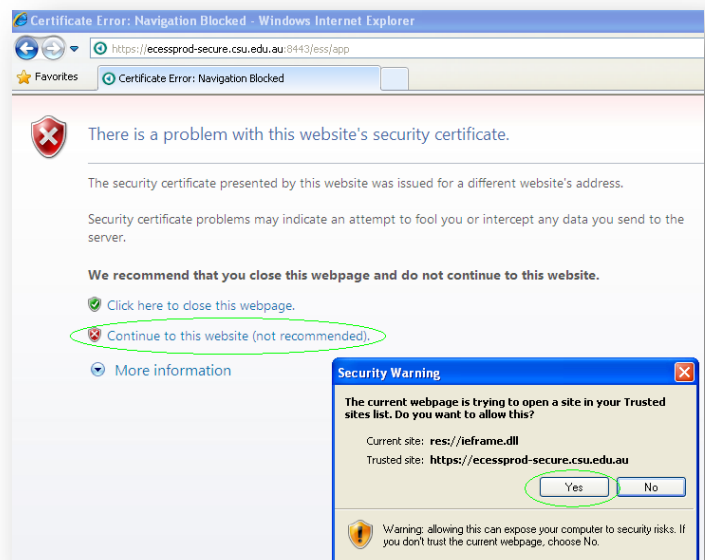 Certificate Error: Navigation Blocked - Windows Internet Explorer
https://ecessprod-secure.csu.edu.au:8443/ess/app
Favorites
Certificate Error: Navigation Blocked
There is a problem with this website's security certificate.
The security certificate presented by this website was issued for a different website's address.
Security certificate problems may indicate an attempt to fool you or intercept any data you send to the
server.
We recommend that you close this webpage and do not continue to this website.
Click here to close this webpage.
Continue to this website (not recommended).
More information
Security Warning
The current webpage is trying to open a site in your Trusted
sites list. Do you want to allow this?
Current site: res://ieframe.dll
Trusted site: https://ecessprod-secure.csu.edu.au
Yes No
Warning: allowing this can expose your computer to security risks. If
you don't trust the current webpage, choose No.